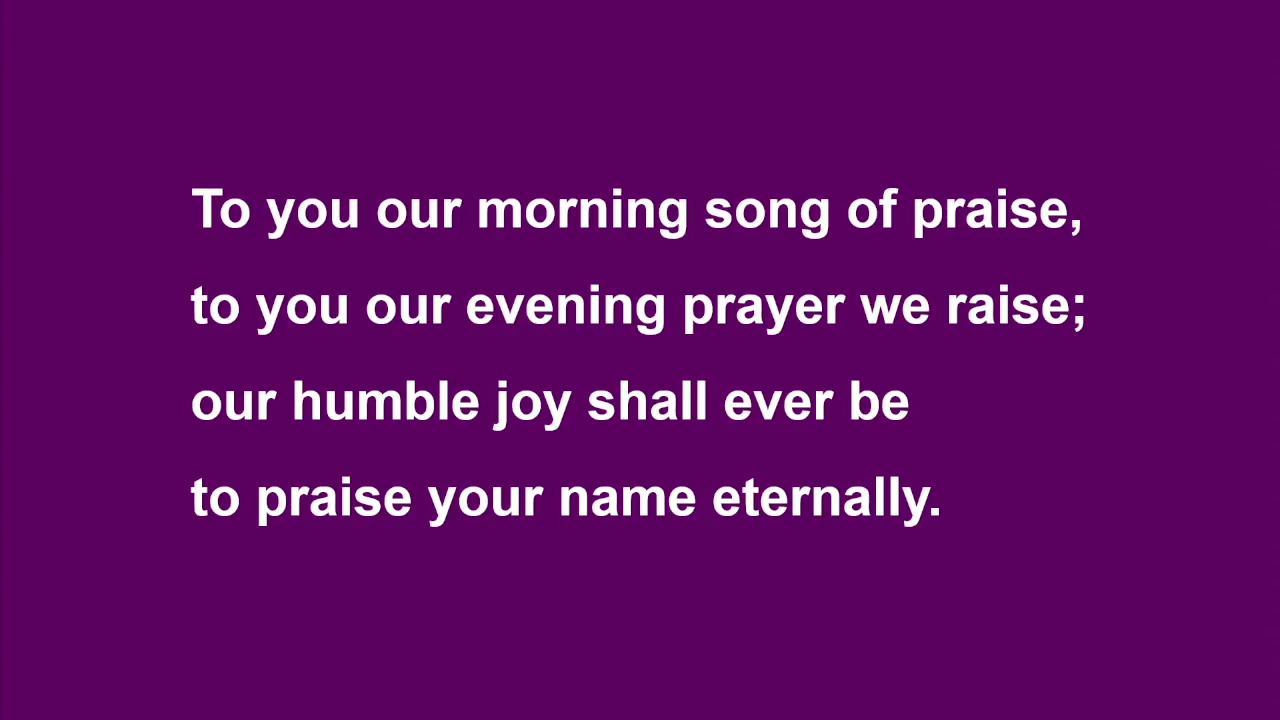 To you our morning song of praise,
to you our evening prayer we raise;
our humble joy shall ever be
to praise your name eternally.